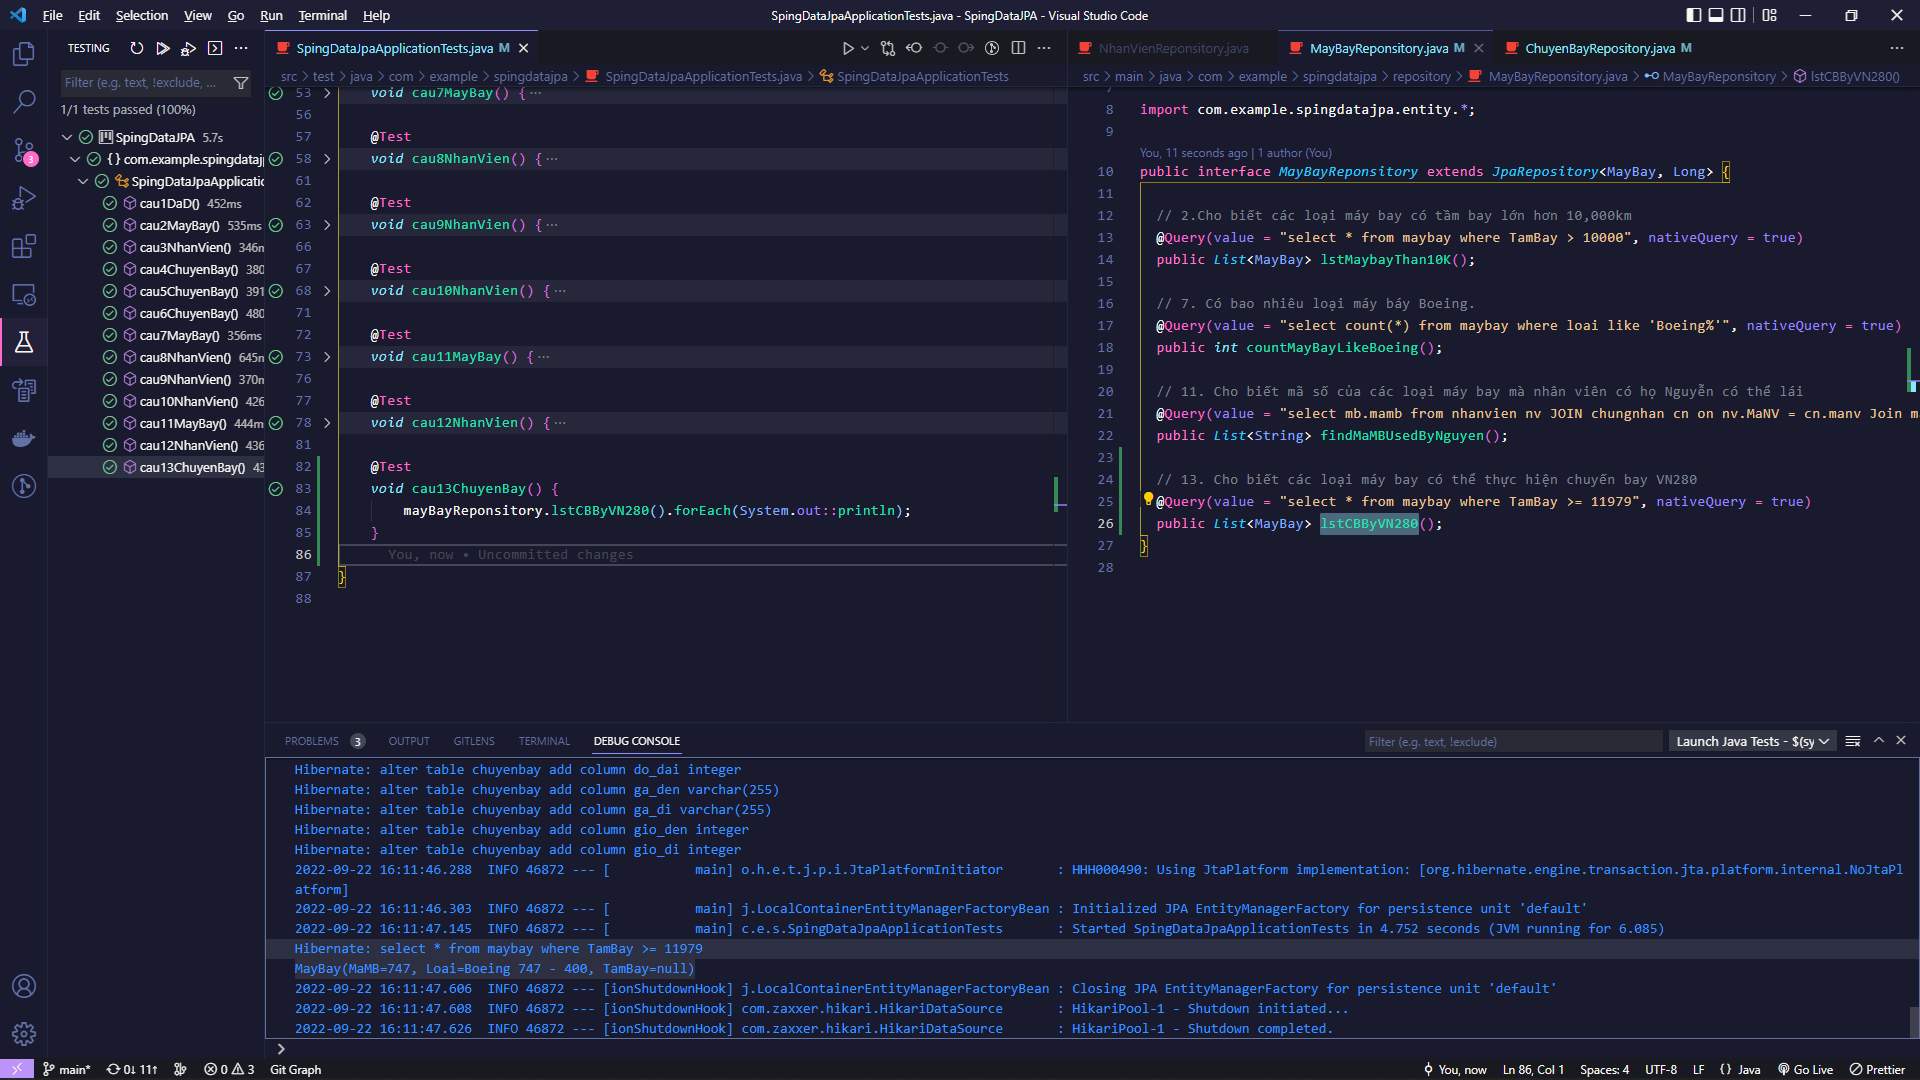 File Edit Selection View Go Run Terminal Help
SpingDataJpaApplicationTests.java - SpingDataJPA - Visual Studio Code
TESTING
Filter (e.g. text, !exclude, ...
1/1 tests passed (100%)
SpingDataJPA 5.7s
{} com.example.spingdataj
SpingDataJpaApplicatio
cau1DaD() 452ms
cau2MayBay() 535ms
cau3NhanVien() 346
cau4ChuyenBay() 380
cau5ChuyenBay() 391
cau6ChuyenBay() 480
cau7MayBay() 356ms
cau8NhanVien() 645
cau9NhanVien() 370
cau10NhanVien() 426
cau11MayBay() 444m
cau12NhanVien() 436
cau13ChuyenBay() 43
3
SpingDataJpaApplicationTests.java M
src > test > java > com > example > spingdatajpa > SpingDataJpaApplicationTests.java > SpingDataJpaApplicationTests
53 void cau7MayBay() { ···
56
57 @Test
58 void cau8NhanVien() { ···
61
62 @Test
63 void cau9NhanVien() { ···
66
67 @Test
68 void cau10NhanVien() { ···
71
72 @Test
73 void cau11MayBay() { ···
76
77 @Test
78 void cau12NhanVien() { ···
81
82 @Test
83 void cau13ChuyenBay() {
84 mayBayReponsitory.lstCBByVN280().forEach(System.out::println);
85 }
86 You, now • Uncommitted changes
87 }
88
NhanVienReponsitory.java
MayBayReponsitory.java M
ChuyenBayRepository.java M
src > main > java > com > example > spingdatajpa > repository > MayBayReponsitory.java > MayBayReponsitory > lstCBByVN280()
7
8 import com.example.spingdatajpa.entity.*;
9
You, 11 seconds ago | 1 author (You)
10 public interface MayBayReponsitory extends JpaRepository<MayBay, Long> {
11
12 // 2.Cho biết các loại máy bay có tầm bay lớn hơn 10,000km
13 @Query(value = "select * from maybay where TamBay > 10000", nativeQuery = true)
14 public List<MayBay> lstMaybayThan10K();
15
16 // 7. Có bao nhiêu loại máy báy Boeing.
17 @Query(value = "select count(*) from maybay where loai like 'Boeing%'", nativeQuery = true)
18 public int countMayBayLikeBoeing();
19
20 // 11. Cho biết mã số của các loại máy bay mà nhân viên có họ Nguyễn có thể lái
21 @Query(value = "select mb.mamb from nhanvien nv JOIN chungnhan cn on nv.MaNV = cn.manv Join m
22 public List<String> findMaMBUsedByNguyen();
23
24 // 13. Cho biết các loại máy bay có thể thực hiện chuyến bay VN280
25 @Query(value = "select * from maybay where TamBay >= 11979", nativeQuery = true)
26 public List<MayBay> lstCBByVN280();
27 }
28
PROBLEMS 3 OUTPUT GITLENS TERMINAL DEBUG CONSOLE
Filter (e.g. text, !exclude)
Launch Java Tests - $(sy
Hibernate: alter table chuyenbay add column do_dai integer
Hibernate: alter table chuyenbay add column ga_den varchar(255)
Hibernate: alter table chuyenbay add column ga_di varchar(255)
Hibernate: alter table chuyenbay add column gio_den integer
Hibernate: alter table chuyenbay add column gio_di integer
2022-09-22 16:11:46.288 INFO 46872 --- [ main] o.h.e.t.j.p.i.JtaPlatformInitiator : HHH000490: Using JtaPlatform implementation: [org.hibernate.engine.transaction.jta.platform.internal.NoJtaPl
atform]
2022-09-22 16:11:46.303 INFO 46872 --- [ main] j.LocalContainerEntityManagerFactoryBean : Initialized JPA EntityManagerFactory for persistence unit 'default'
2022-09-22 16:11:47.145 INFO 46872 --- [ main] c.e.s.SpingDataJpaApplicationTests : Started SpingDataJpaApplicationTests in 4.752 seconds (JVM running for 6.085)
Hibernate: select * from maybay where TamBay >= 11979
MayBay(MaMB=747, Loai=Boeing 747 - 400, TamBay=null)
2022-09-22 16:11:47.606 INFO 46872 --- [ionShutdownHook] j.LocalContainerEntityManagerFactoryBean : Closing JPA EntityManagerFactory for persistence unit 'default'
2022-09-22 16:11:47.608 INFO 46872 --- [ionShutdownHook] com.zaxxer.hikari.HikariDataSource : HikariPool-1 - Shutdown initiated...
2022-09-22 16:11:47.626 INFO 46872 --- [ionShutdownHook] com.zaxxer.hikari.HikariDataSource : HikariPool-1 - Shutdown completed.
main* 0↓ 11↑ 0 3 Git Graph
You, now Ln 86, Col 1 Spaces: 4 UTF-8 LF {} Java Go Live Prettier